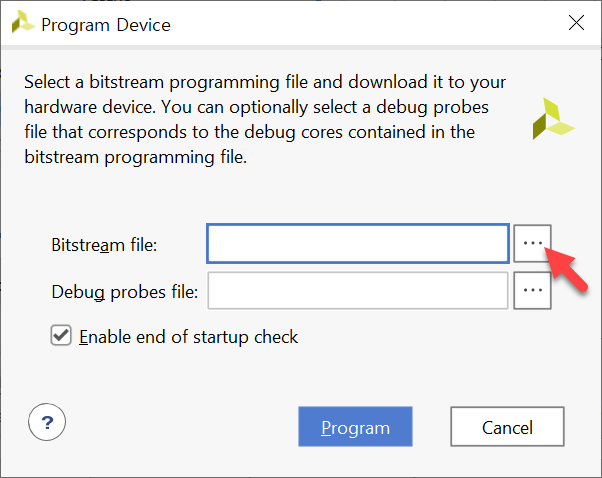 Program Device
Select a bitstream programming file and download it to your
hardware device. You can optionally select a debug probes
file that corresponds to the debug cores contained in the
bitstream programming file.
Bitstream file:
...
Debug probes file:
...
Enable end of startup check
?
Program
Cancel